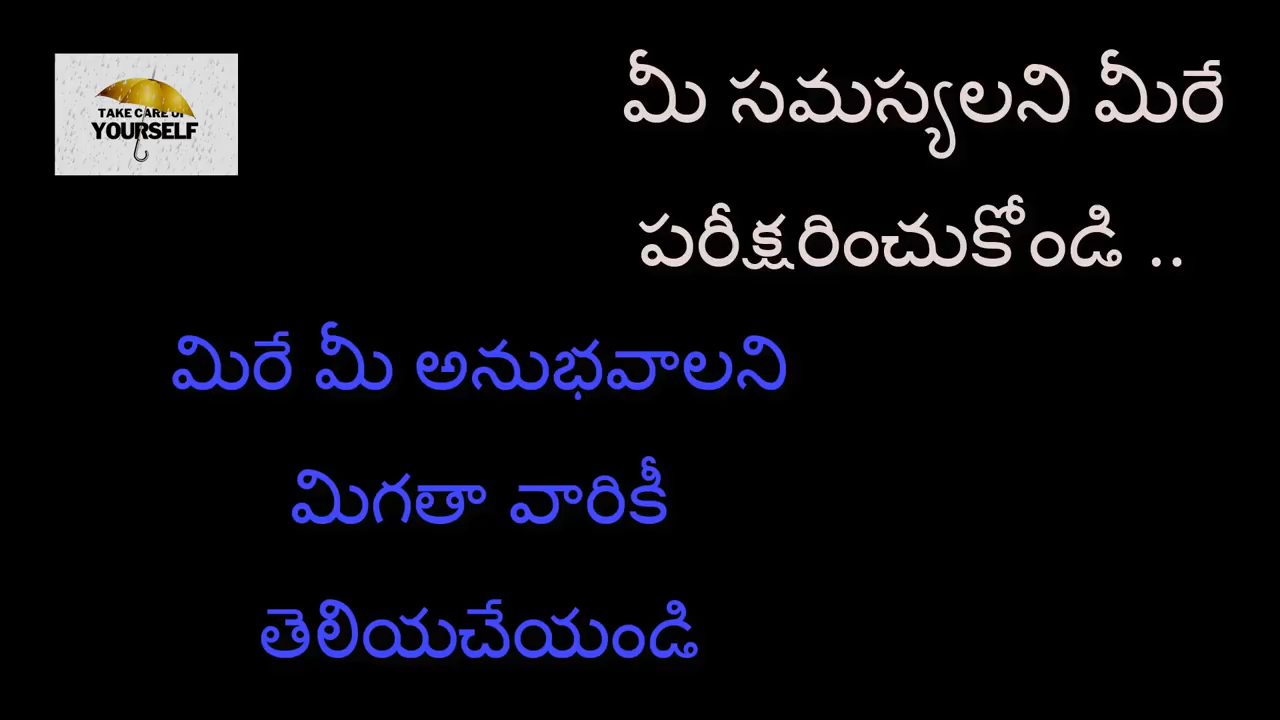 TAKE CARE OF
YOURSELF
మీ సమస్యలని మీరే
పరీక్షరించుకోండి ..
మిరే మీ అనుభవాలని
మిగతా వారికీ
తెలియచేయండి